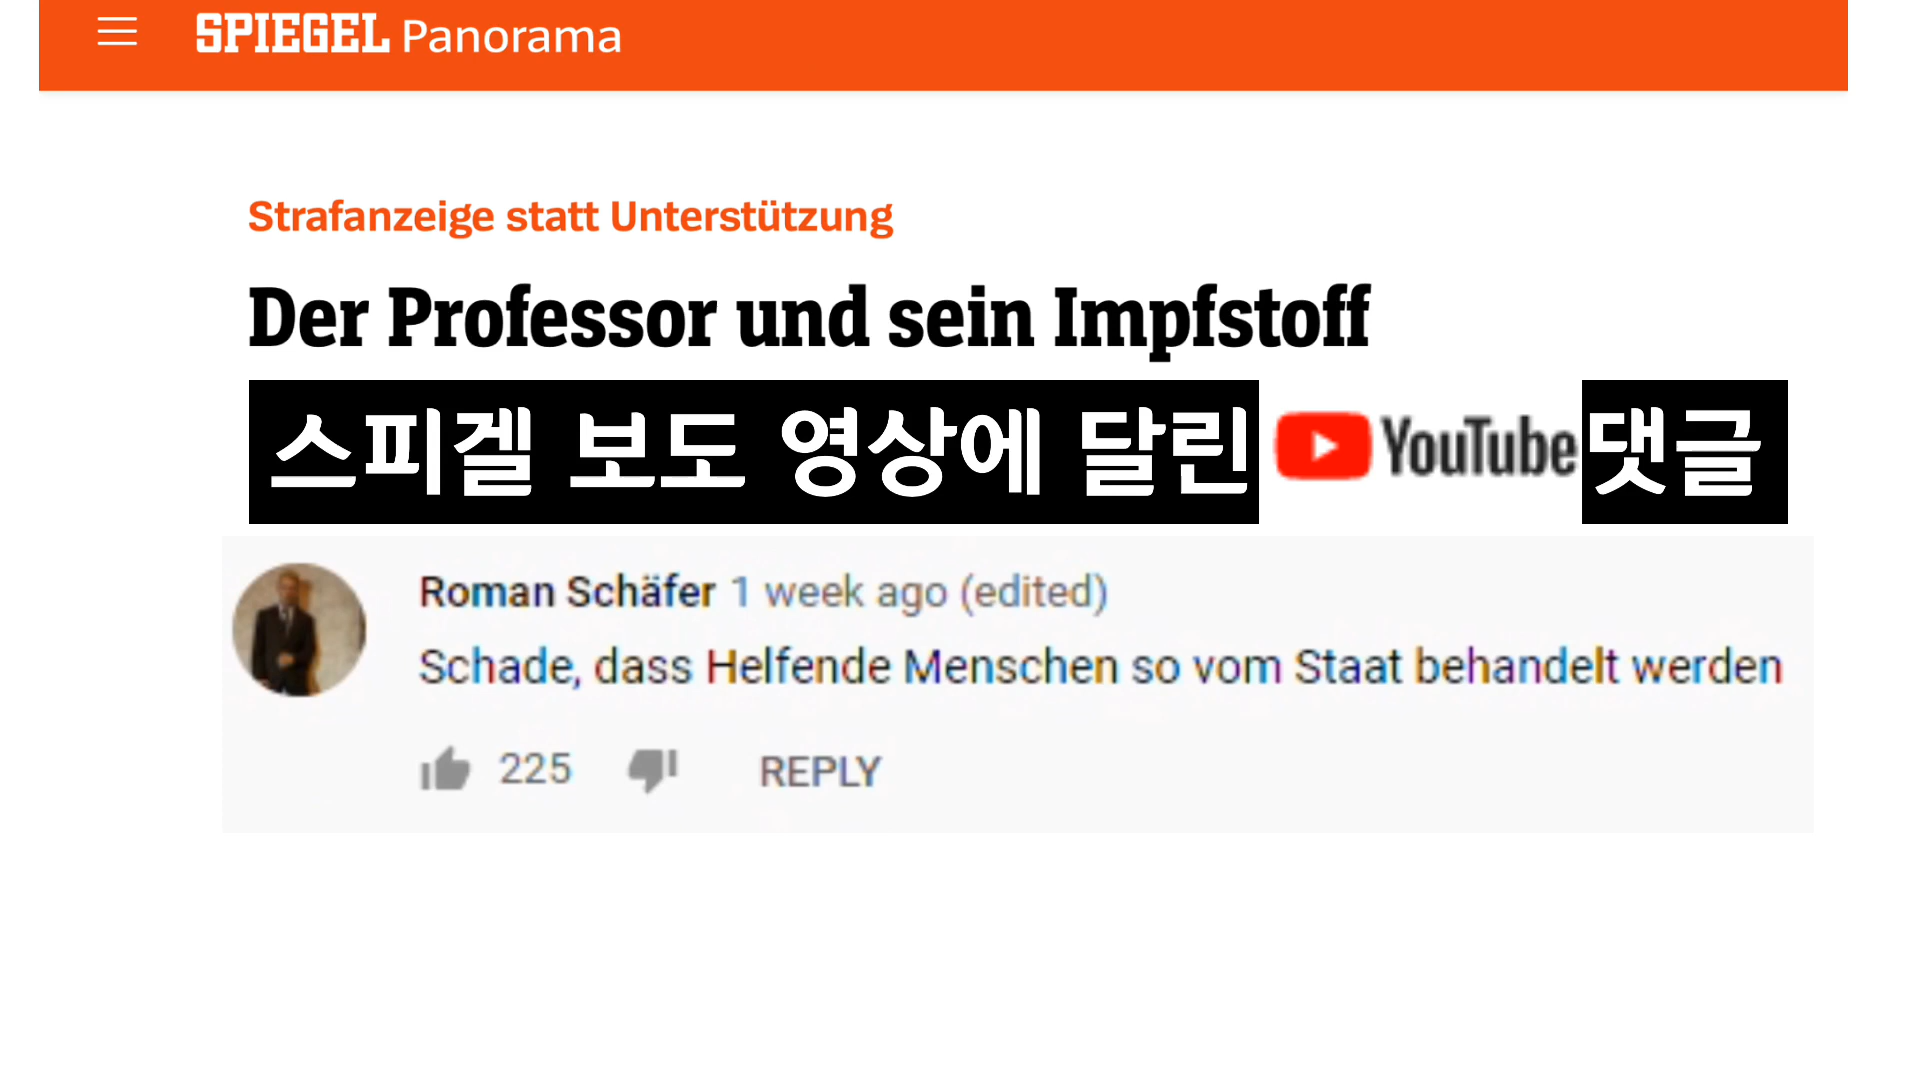 SPIEGEL Panorama
Strafanzeige statt Unterstützung
Der Professor und sein Impfstoff
스피겔 보도 영상에 달린 YouTube 댓글
Roman Schäfer 1 week ago (edited)
Schade, dass Helfende Menschen so vom Staat behandelt werden
225 REPLY